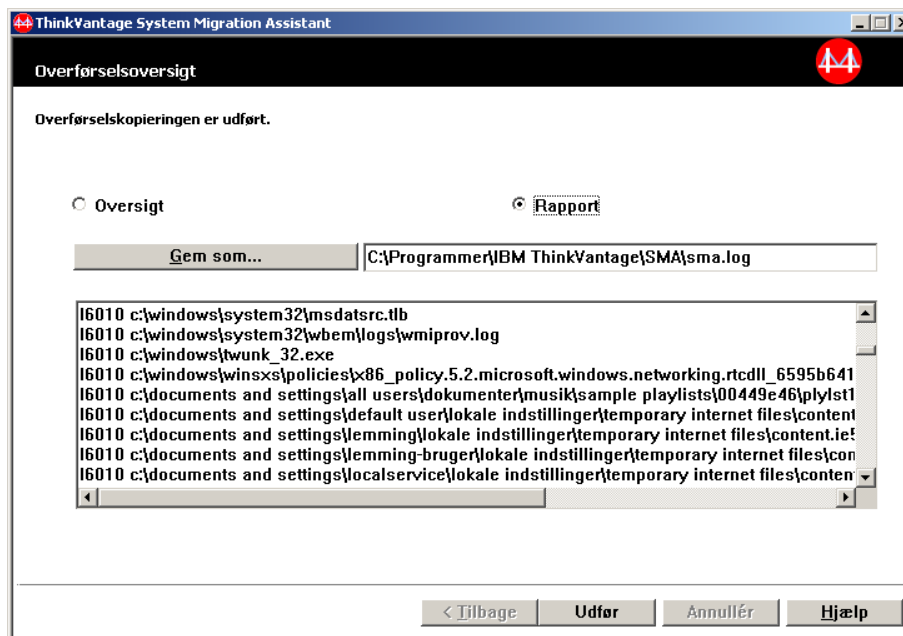 ThinkVantage System Migration Assistant
Overførselsoversigt
Overførselskopieringen er udført.
Oversigt
Rapport
Gem som...
C:\Programmer\IBM ThinkVantage\SMA\sma.log
I6010 c:\windows\system32\msdatsrc.tlb
I6010 c:\windows\system32\wbem\logs\wmiprov.log
I6010 c:\windows\twunk_32.exe
I6010 c:\windows\winsxs\policies\x86_policy.5.2.microsoft.windows.networking.rtcdll_6595b641
I6010 c:\documents and settings\all users\dokumenter\musik\sample playlists\00449e46\plylst1
I6010 c:\documents and settings\default user\lokale indstillinger\temporary internet files\content
I6010 c:\documents and settings\lemming\lokale indstillinger\temporary internet files\content.ie5
I6010 c:\documents and settings\lemming-bruger\lokale indstillinger\temporary internet files\con
I6010 c:\documents and settings\localservice\lokale indstillinger\temporary internet files\conten
< Tilbage
Udfør
Annullér
Hjælp